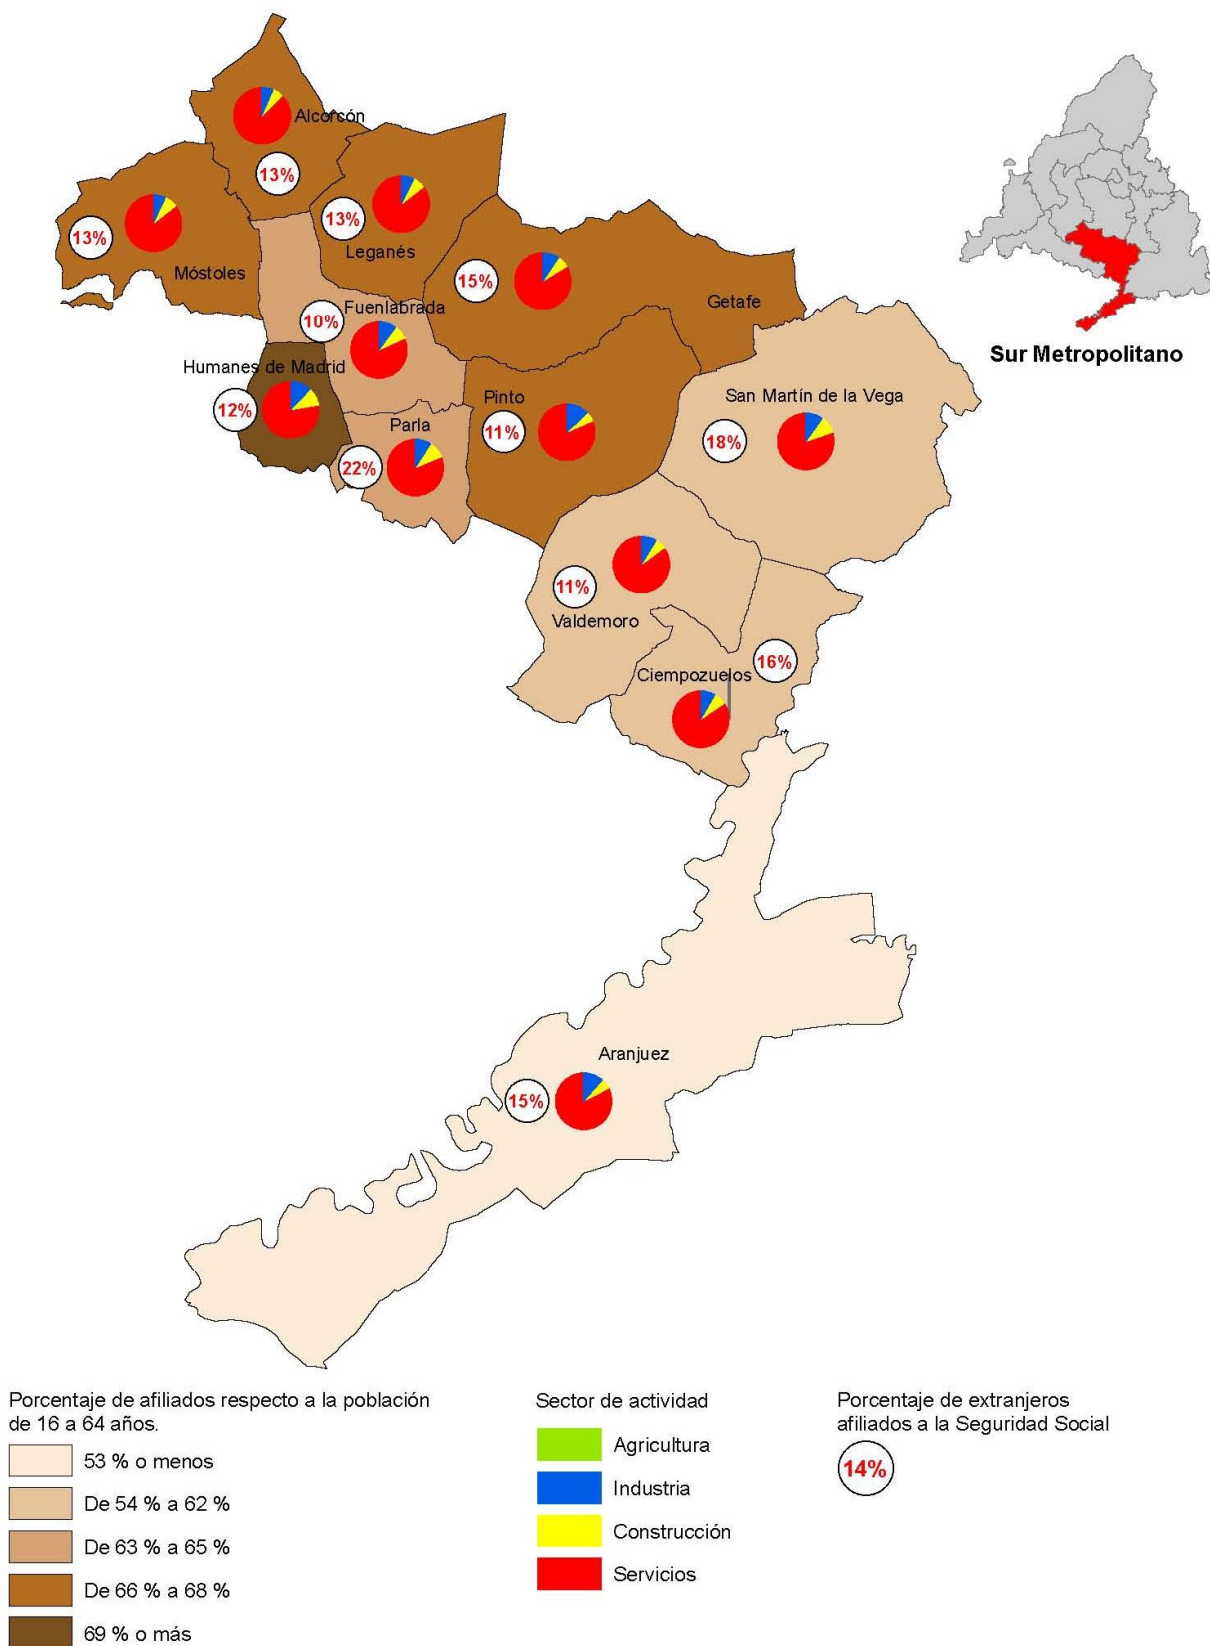 Alcorcón
13%
13%
Móstoles
13%
Leganés
15%
Getafe
Sur Metropolitano
10%
Fuenlabrada
Humanes de Madrid
12%
Parla
22%
Pinto
11%
San Martín de la Vega
18%
11%
Valdemoro
16%
Ciempozuelos
Aranjuez
15%
Porcentaje de afiliados respecto a la población
de 16 a 64 años.
53 % o menos
De 54 % a 62 %
De 63 % a 65 %
De 66 % a 68 %
69 % o más
Sector de actividad
Agricultura
Industria
Construcción
Servicios
Porcentaje de extranjeros
afiliados a la Seguridad Social
14%